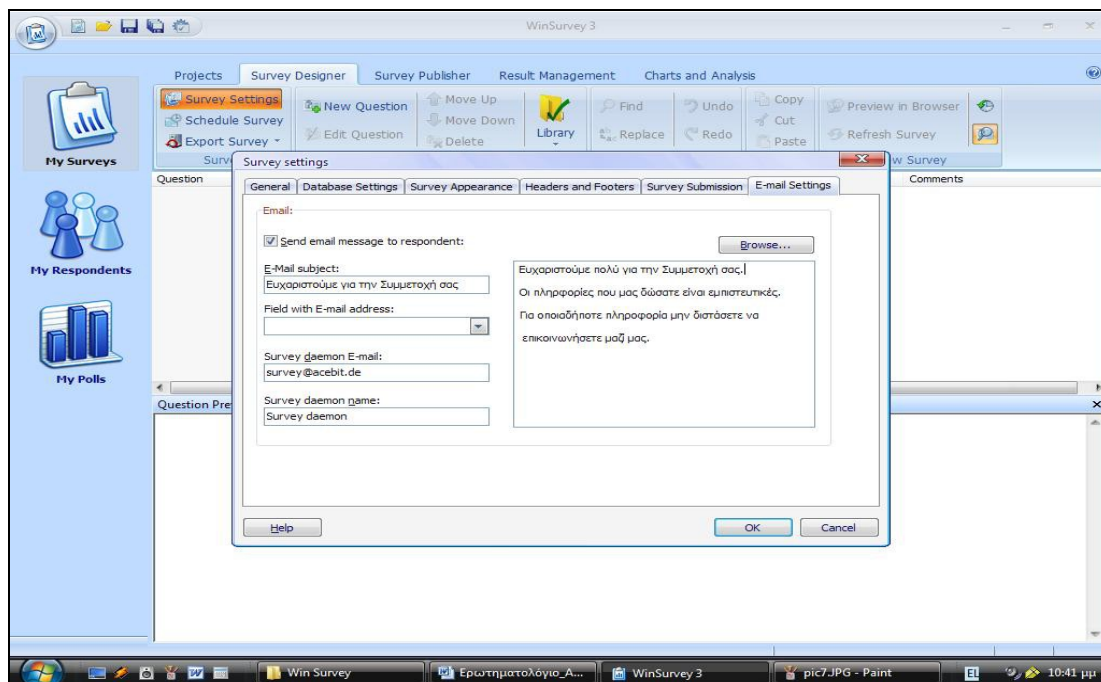 WinSurvey 3
Projects Survey Designer Survey Publisher Result Management Charts and Analysis
Survey Settings
Schedule Survey
Export Survey
New Question
Edit Question
Move Up
Move Down
Delete
Library
Find
Replace
Undo
Redo
Copy
Cut
Paste
Preview in Browser
Refresh Survey
Surv
w Survey
My Surveys
My Respondents
My Polls
Question
Comments
Question Pre
Survey settings
General Database Settings Survey Appearance Headers and Footers Survey Submission E-mail Settings
Email:
Send email message to respondent:
Browse...
E-Mail subject:
Ευχαριστούμε για την Συμμετοχή σας
Field with E-mail address:
Survey daemon E-mail:
survey@acebit.de
Survey daemon name:
Survey daemon
Ευχαριστούμε πολύ για την Συμμετοχή σας.
Οι πληρφορίες που μας δώσατε είναι εμπιστευτικές.
Για οποιαδήποτε πληροφορία μην διστάσετε να
επικοινωνήσετε μαζί μας.
Help
OK
Cancel
Win Survey
Ερωτηματολόγιο_Α...
WinSurvey 3
pic7.JPG - Paint
EL
10:41 μμ